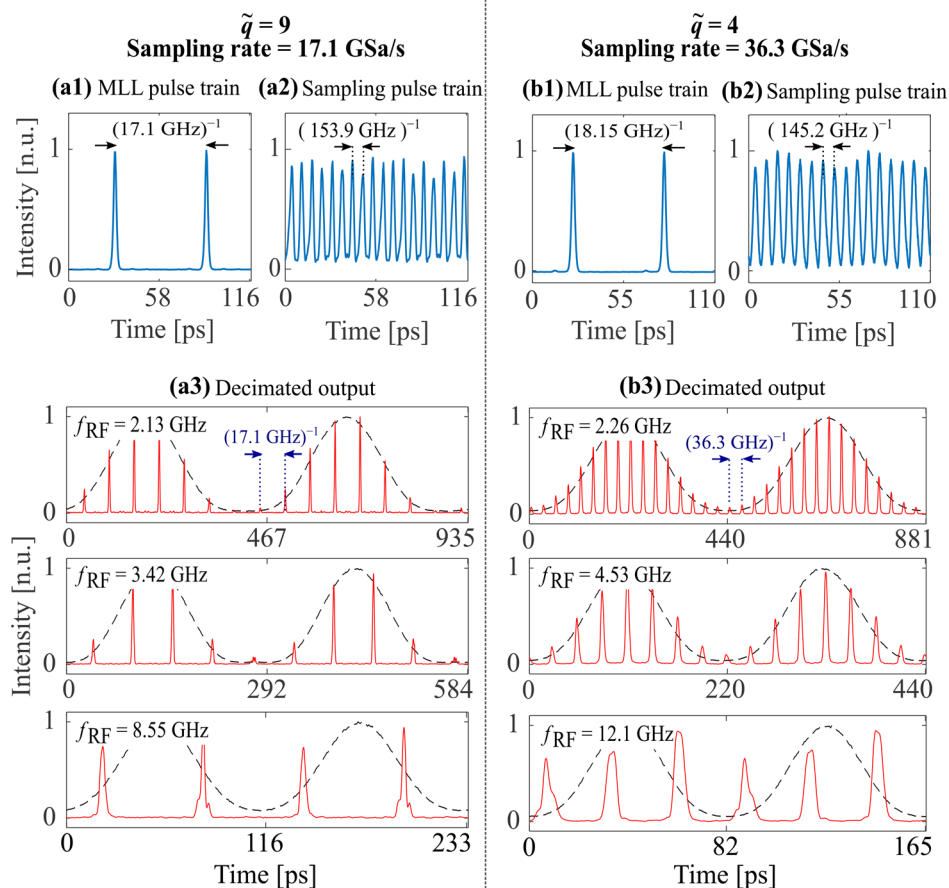 q̃ = 9
Sampling rate = 17.1 GSa/s
(a1) MLL pulse train
(a2) Sampling pulse train
Intensity [n.u.]
1
0
(17.1 GHz)⁻¹
0 58 116
Time [ps]
1
0
( 153.9 GHz )⁻¹
0 58 116
Time [ps]
(a3) Decimated output
Intensity [n.u.]
1
0
fRF = 2.13 GHz
(17.1 GHz)⁻¹
0 467 935
1
0
fRF = 3.42 GHz
0 292 584
1
0
fRF = 8.55 GHz
0 116 233
Time [ps]
q̃ = 4
Sampling rate = 36.3 GSa/s
(b1) MLL pulse train
(b2) Sampling pulse train
1
0
(18.15 GHz)⁻¹
0 55 110
Time [ps]
1
0
( 145.2 GHz )⁻¹
0 55 110
Time [ps]
(b3) Decimated output
1
0
fRF = 2.26 GHz
(36.3 GHz)⁻¹
0 440 881
1
0
fRF = 4.53 GHz
0 220 440
1
0
fRF = 12.1 GHz
0 82 165
Time [ps]